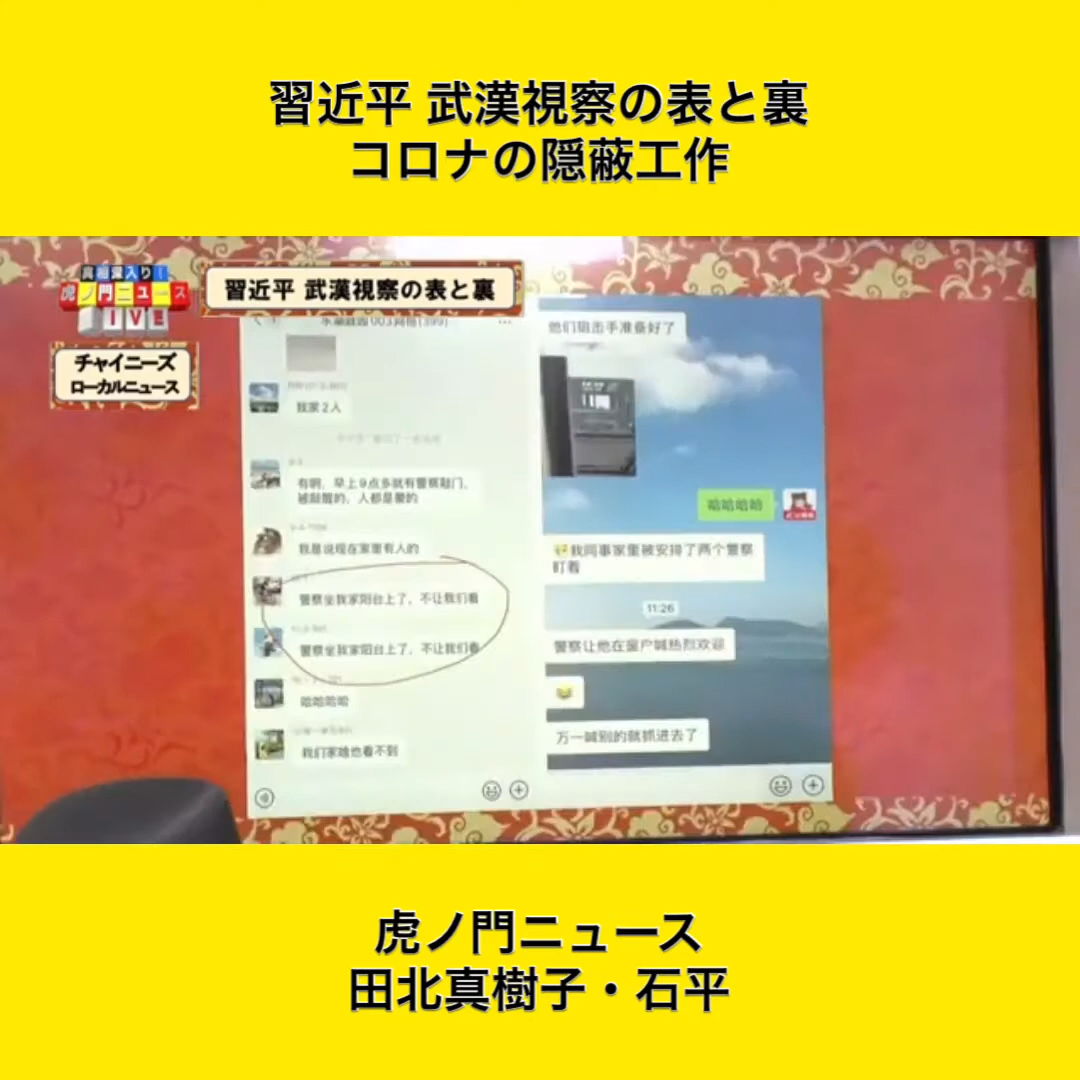 習近平 武漢視察の表と裏
コロナの隠蔽工作
真相深入り!
虎ノ門ニュース
LIVE
習近平 武漢視察の表と裏
チャイニーズ
ローカルニュース
我家2人
有啊，早上9点多就有警察敲门，
被敲醒的，人都是晕的
我是说现在家里有人的
警察坐我家阳台上了，不让我们看
警察坐我家阳台上了，不让我们看
哈哈哈哈
我们家啥也看不到
他们狙击手准备好了
哈哈哈哈
我同事家里被安排了两个警察
盯着
11:26
警察让他在窗户喊热烈欢迎
万一喊别的就抓进去了
虎ノ門ニュース
田北真樹子・石平